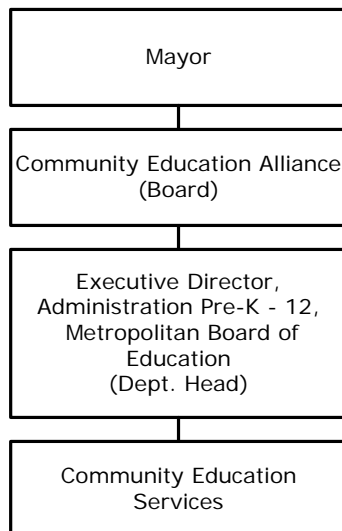 Mayor
Community Education Alliance
(Board)
Executive Director,
Administration Pre-K - 12,
Metropolitan Board of
Education
(Dept. Head)
Community Education
Services